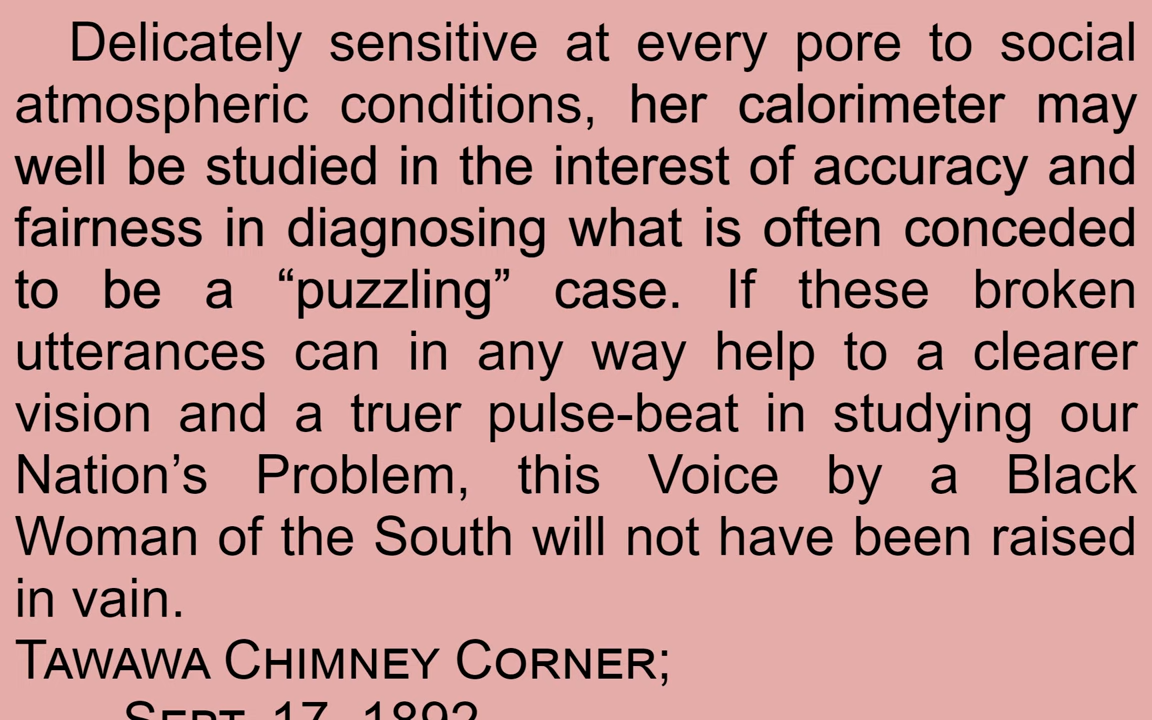 Delicately sensitive at every pore to social
atmospheric conditions, her calorimeter may
well be studied in the interest of accuracy and
fairness in diagnosing what is often conceded
to be a “puzzling” case. If these broken
utterances can in any way help to a clearer
vision and a truer pulse-beat in studying our
Nation’s Problem, this Voice by a Black
Woman of the South will not have been raised
in vain.
Tawawa Chimney Corner;
Sept. 17, 1892.